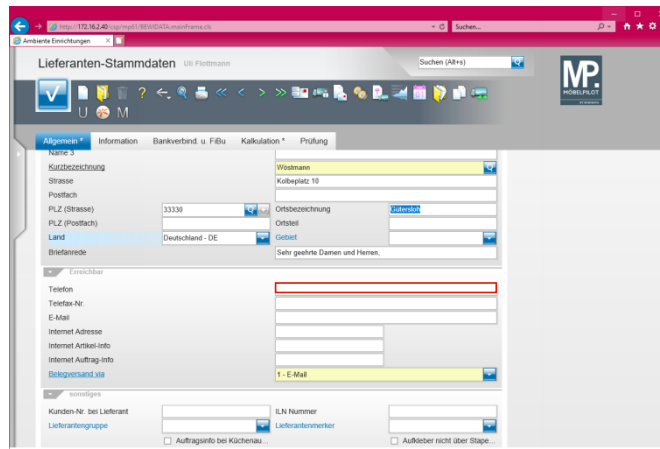 http://172.16.2.40/csp/mp61/BEWIDATA.mainFrame.cls
Suchen...
Ambiente Einrichtungen
Lieferanten-Stammdaten Uli Flottmann
Suchen (Alt+s)
MP.
MÖBELPILOT
U M
Allgemein * Information Bankverbind. u. FiBu Kalkulation * Prüfung
Name 3
Kurzbezeichnung Wöstmann
Strasse Kolbeplatz 10
Postfach
PLZ (Strasse) 33330 Ortsbezeichnung Gütersloh
PLZ (Postfach) Ortsteil
Land Deutschland - DE Gebiet
Briefanrede Sehr geehrte Damen und Herren,
Erreichbar
Telefon
Telefax-Nr.
E-Mail
Internet Adresse
Internet Artikel-Info
Internet Auftrag-Info
Belegversand via 1 - E-Mail
sonstiges
Kunden-Nr. bei Lieferant ILN Nummer
Lieferantengruppe Lieferantenmerker
Auftragsinfo bei Küchenau... Aufkleber nicht über Stape...